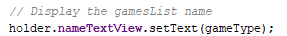 // Display the gamesList name
holder.nameTextView.setText(gameType);